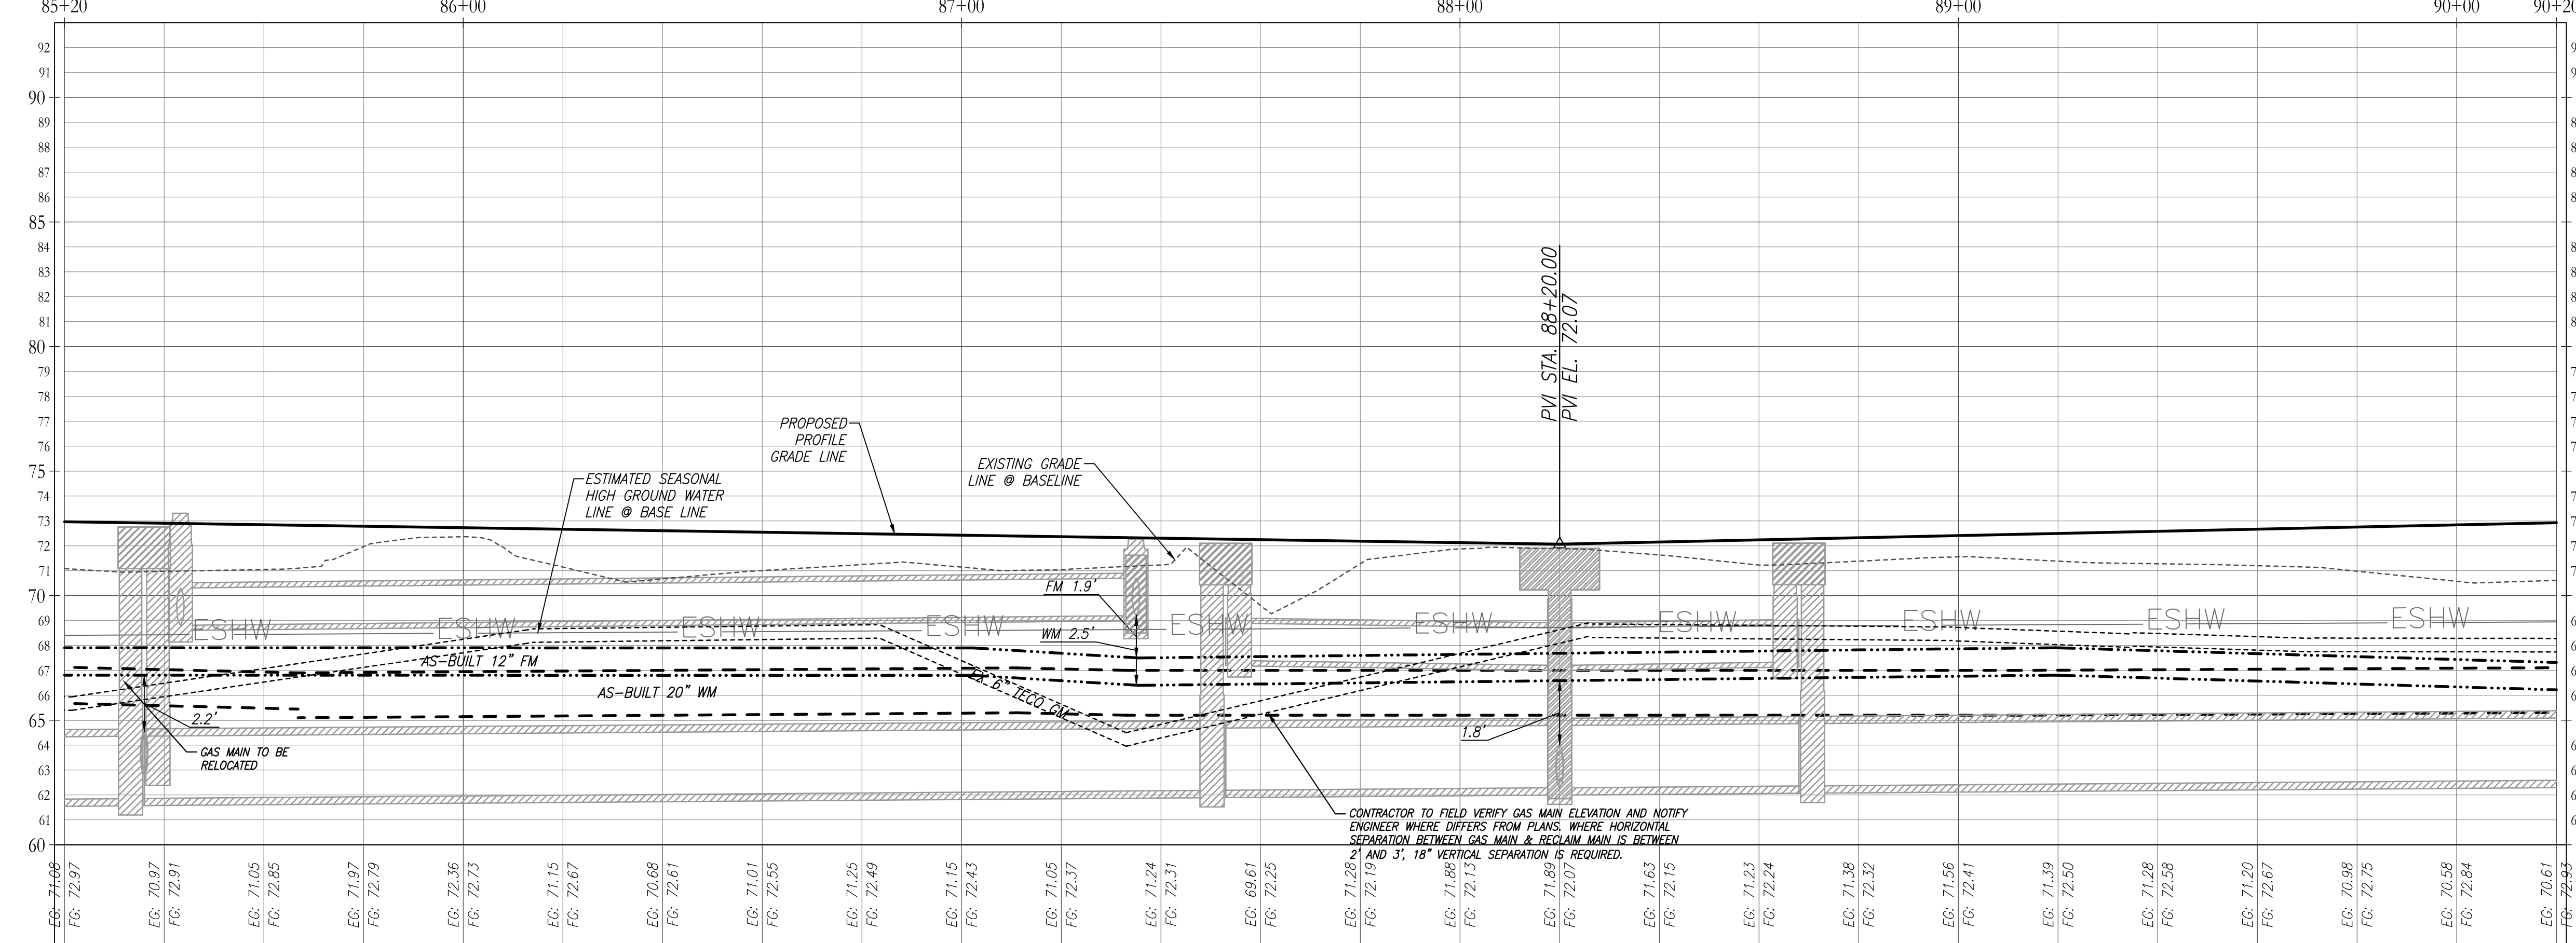 85+20 86+00 87+00 88+00 89+00 90+00 90+20
92
91
90
89
88
87
86
85
84
83
82
81
80
79
78
77
76
75
74
73
72
71
70
69
68
67
66
65
64
63
62
61
60
PVI STA. 88+20.00
PVI EL. 72.07
PROPOSED
PROFILE
GRADE LINE
EXISTING GRADE
LINE @ BASELINE
ESTIMATED SEASONAL
HIGH GROUND WATER
LINE @ BASE LINE
FM 1.9'
WM 2.5'
ESHW ESHW ESHW ESHW ESHW ESHW ESHW ESHW ESHW ESHW
AS-BUILT 12" FM
AS-BUILT 20" WM
EX 6" TECO GM
2.2'
1.8'
GAS MAIN TO BE
RELOCATED
CONTRACTOR TO FIELD VERIFY GAS MAIN ELEVATION AND NOTIFY
ENGINEER WHERE DIFFERS FROM PLANS. WHERE HORIZONTAL
SEPARATION BETWEEN GAS MAIN & RECLAIM MAIN IS BETWEEN
2' AND 3', 18" VERTICAL SEPARATION IS REQUIRED.
EG: 71.08
FG: 72.97
EG: 70.97
FG: 72.91
EG: 71.05
FG: 72.85
EG: 71.97
FG: 72.79
EG: 72.36
FG: 72.73
EG: 71.15
FG: 72.67
EG: 70.68
FG: 72.61
EG: 71.01
FG: 72.55
EG: 71.25
FG: 72.49
EG: 71.15
FG: 72.43
EG: 71.05
FG: 72.37
EG: 71.24
FG: 72.31
EG: 69.61
FG: 72.25
EG: 71.28
FG: 72.19
EG: 71.88
FG: 72.13
EG: 71.89
FG: 72.07
EG: 71.63
FG: 72.15
EG: 71.23
FG: 72.24
EG: 71.38
FG: 72.32
EG: 71.56
FG: 72.41
EG: 71.39
FG: 72.50
EG: 71.28
FG: 72.58
EG: 71.20
FG: 72.67
EG: 70.98
FG: 72.75
EG: 70.58
FG: 72.84
EG: 70.61
FG: 72.93